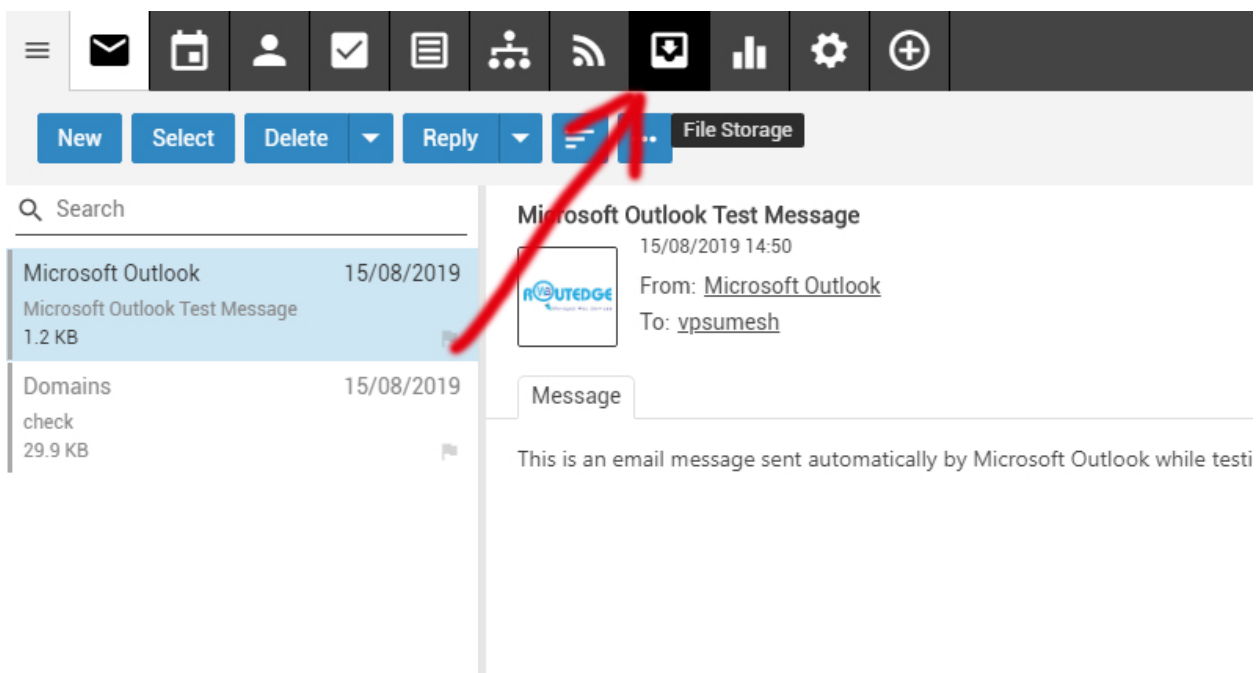 New
Select
Delete
Reply
File Storage
Search
Microsoft Outlook 15/08/2019
Microsoft Outlook Test Message
1.2 KB
Domains 15/08/2019
check
29.9 KB
Microsoft Outlook Test Message
15/08/2019 14:50
From: Microsoft Outlook
To: vpsumesh
Message
This is an email message sent automatically by Microsoft Outlook while testi